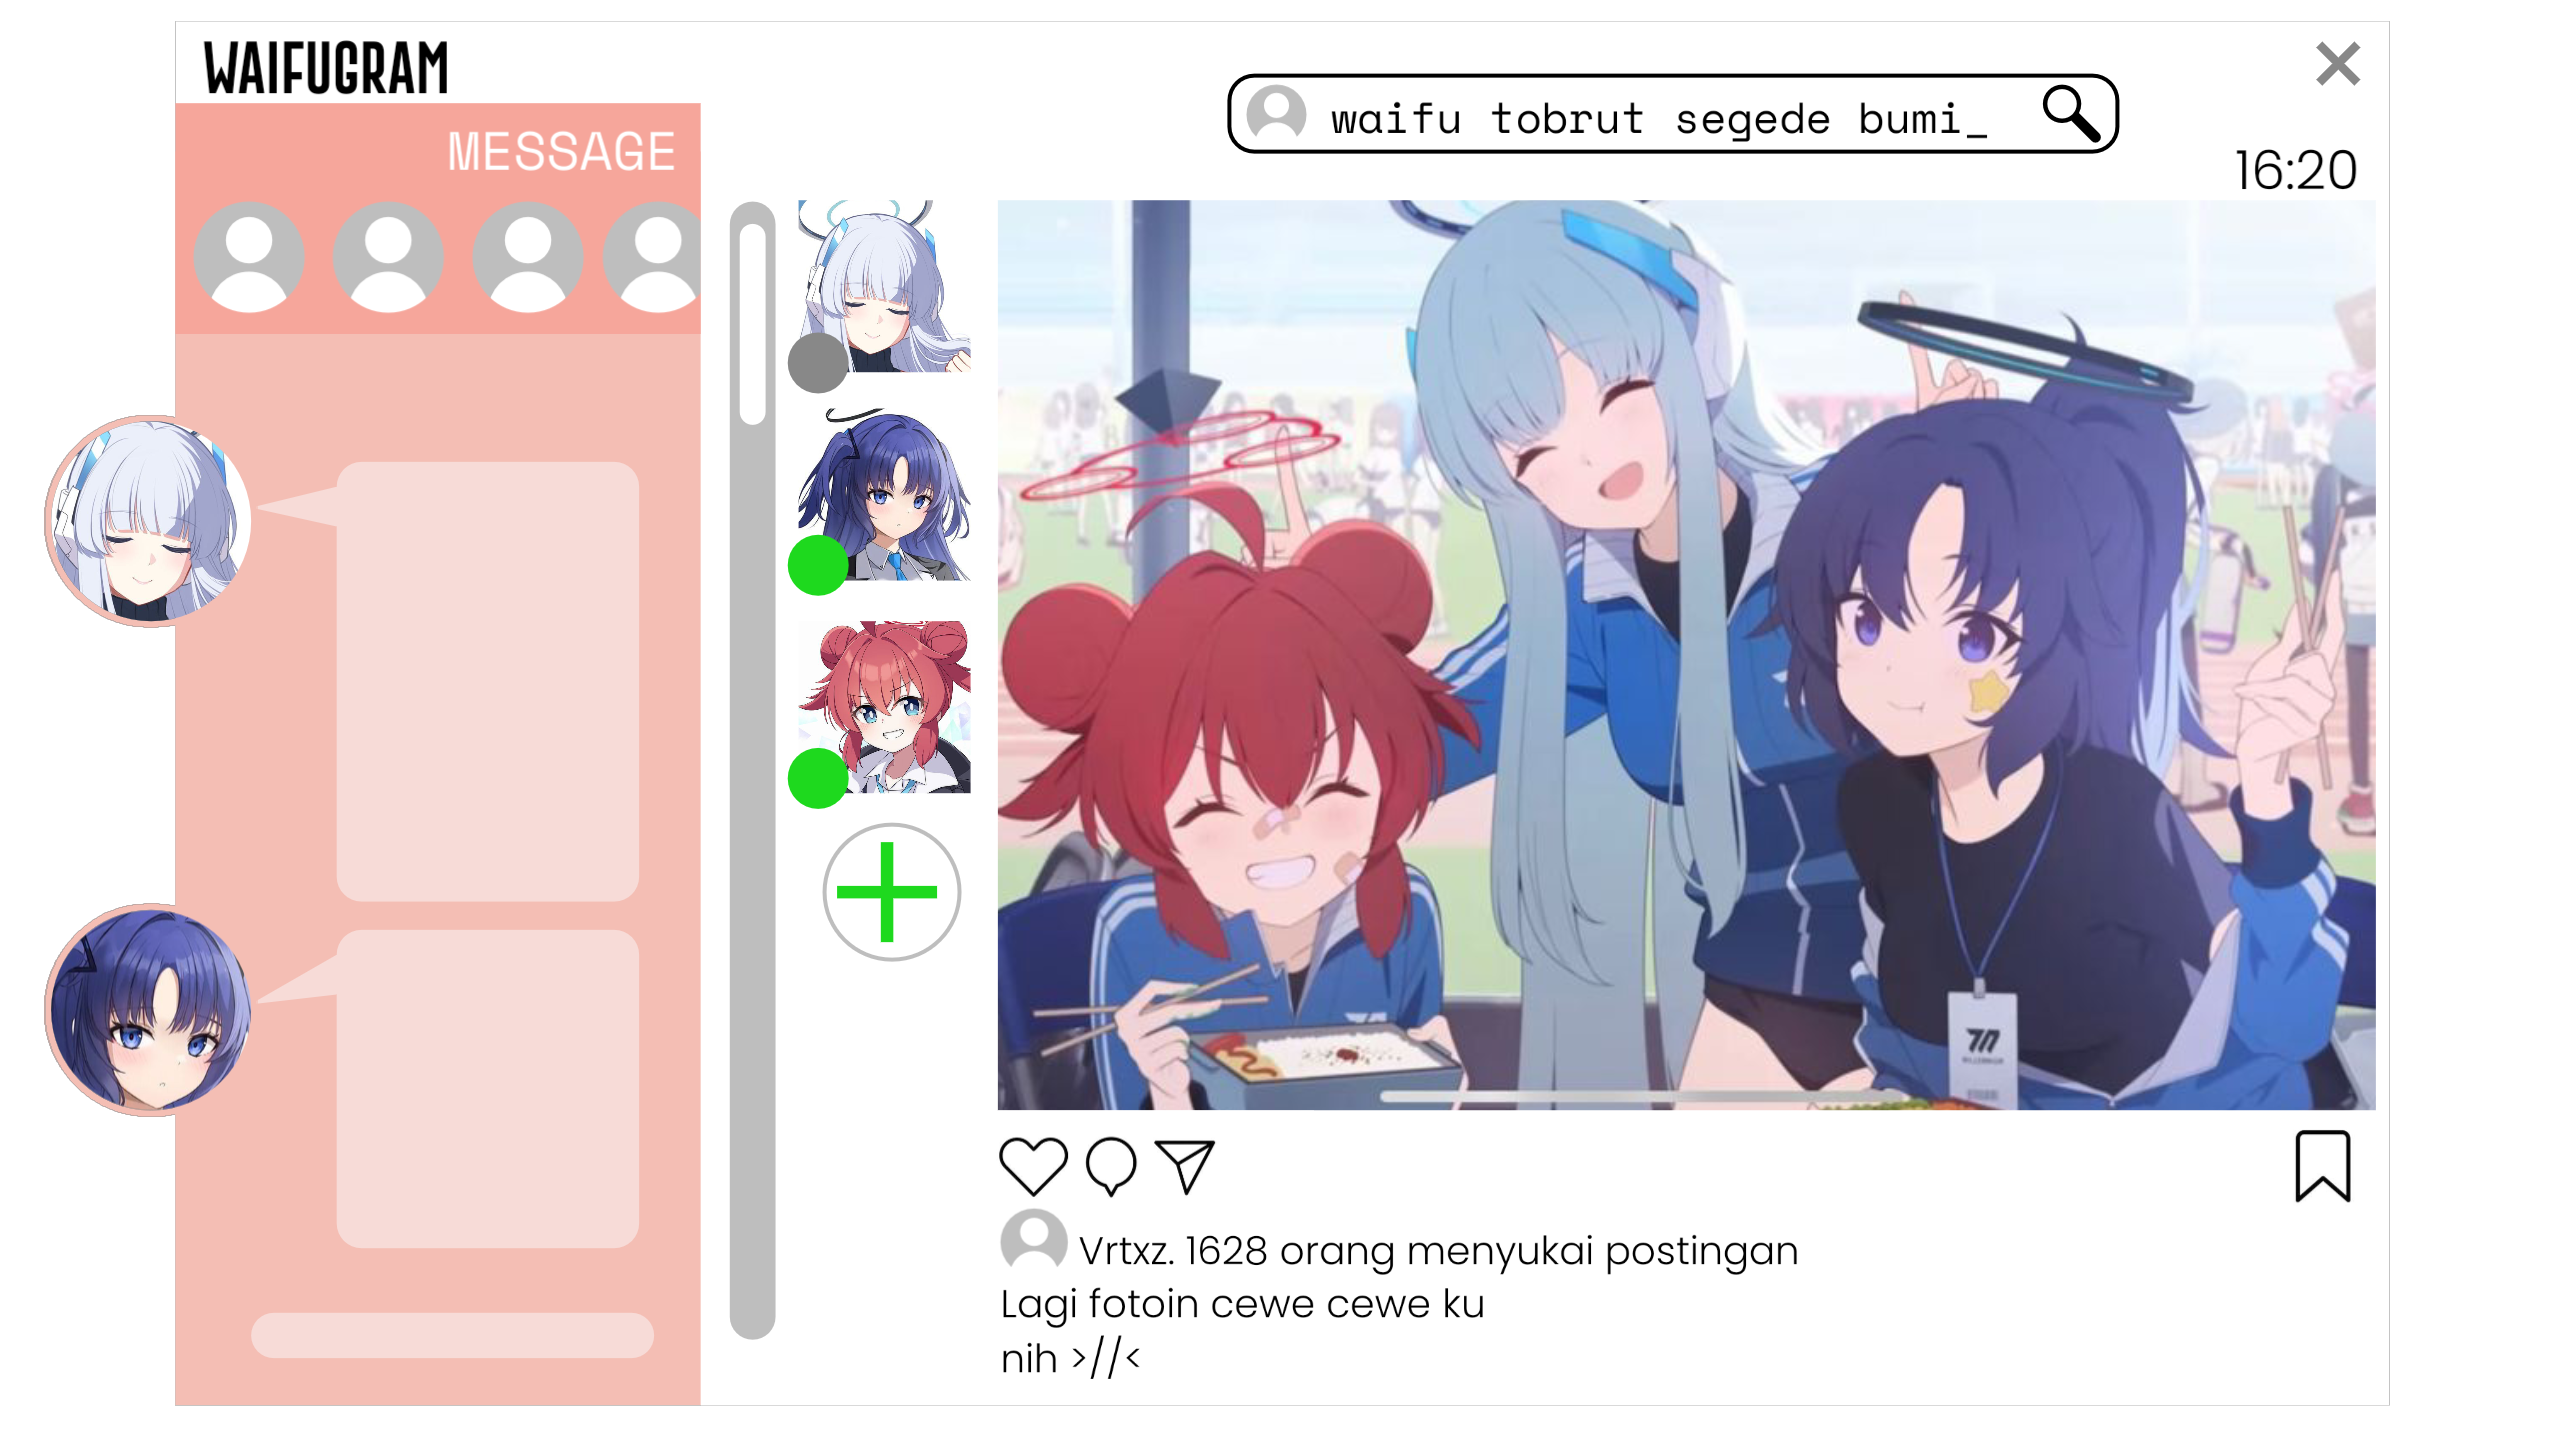 WAIFUGRAM
MESSAGE
waifu tobrut segede bumi_
16:20
MILLENNIUM
Vrtxz. 1628 orang menyukai postingan
Lagi fotoin cewe cewe ku
nih >//<